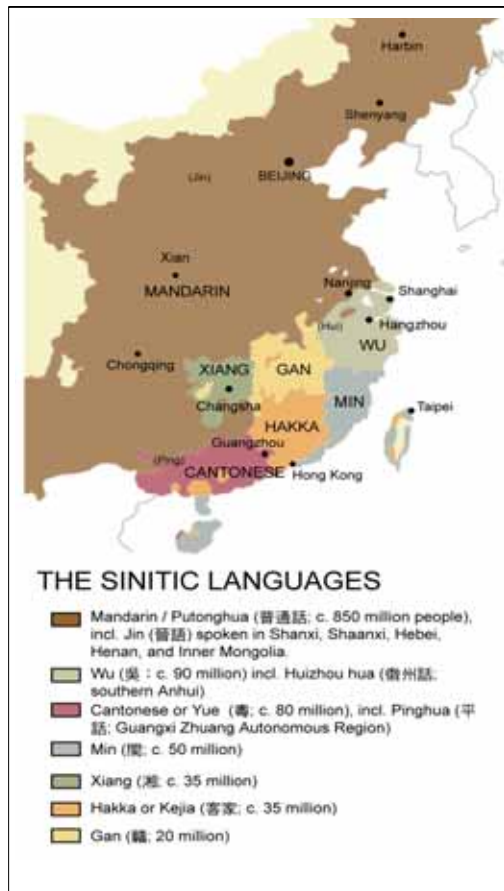 Harbin
Shenyang
(Jin)
BEIJING
Xian
MANDARIN
Nanjing
Shanghai
(Hui)
Hangzhou
WU
Chongqing
XIANG
GAN
Changsha
MIN
Taipei
HAKKA
Guangzhou
(Ping)
CANTONESE
Hong Kong
THE SINITIC LANGUAGES
Mandarin / Putonghua (普通話; c. 850 million people),
incl. Jin (晉語) spoken in Shanxi, Shaanxi, Hebei,
Henan, and Inner Mongolia.
Wu (吳 : c. 90 million) incl. Huizhou hua (徽州話;
southern Anhui)
Cantonese or Yue (粵; c. 80 million), incl. Pinghua (平
話; Guangxi Zhuang Autonomous Region)
Min (閩; c. 50 million)
Xiang (湘; c. 35 million)
Hakka or Kejia (客家; c. 35 million)
Gan (贛; 20 million)